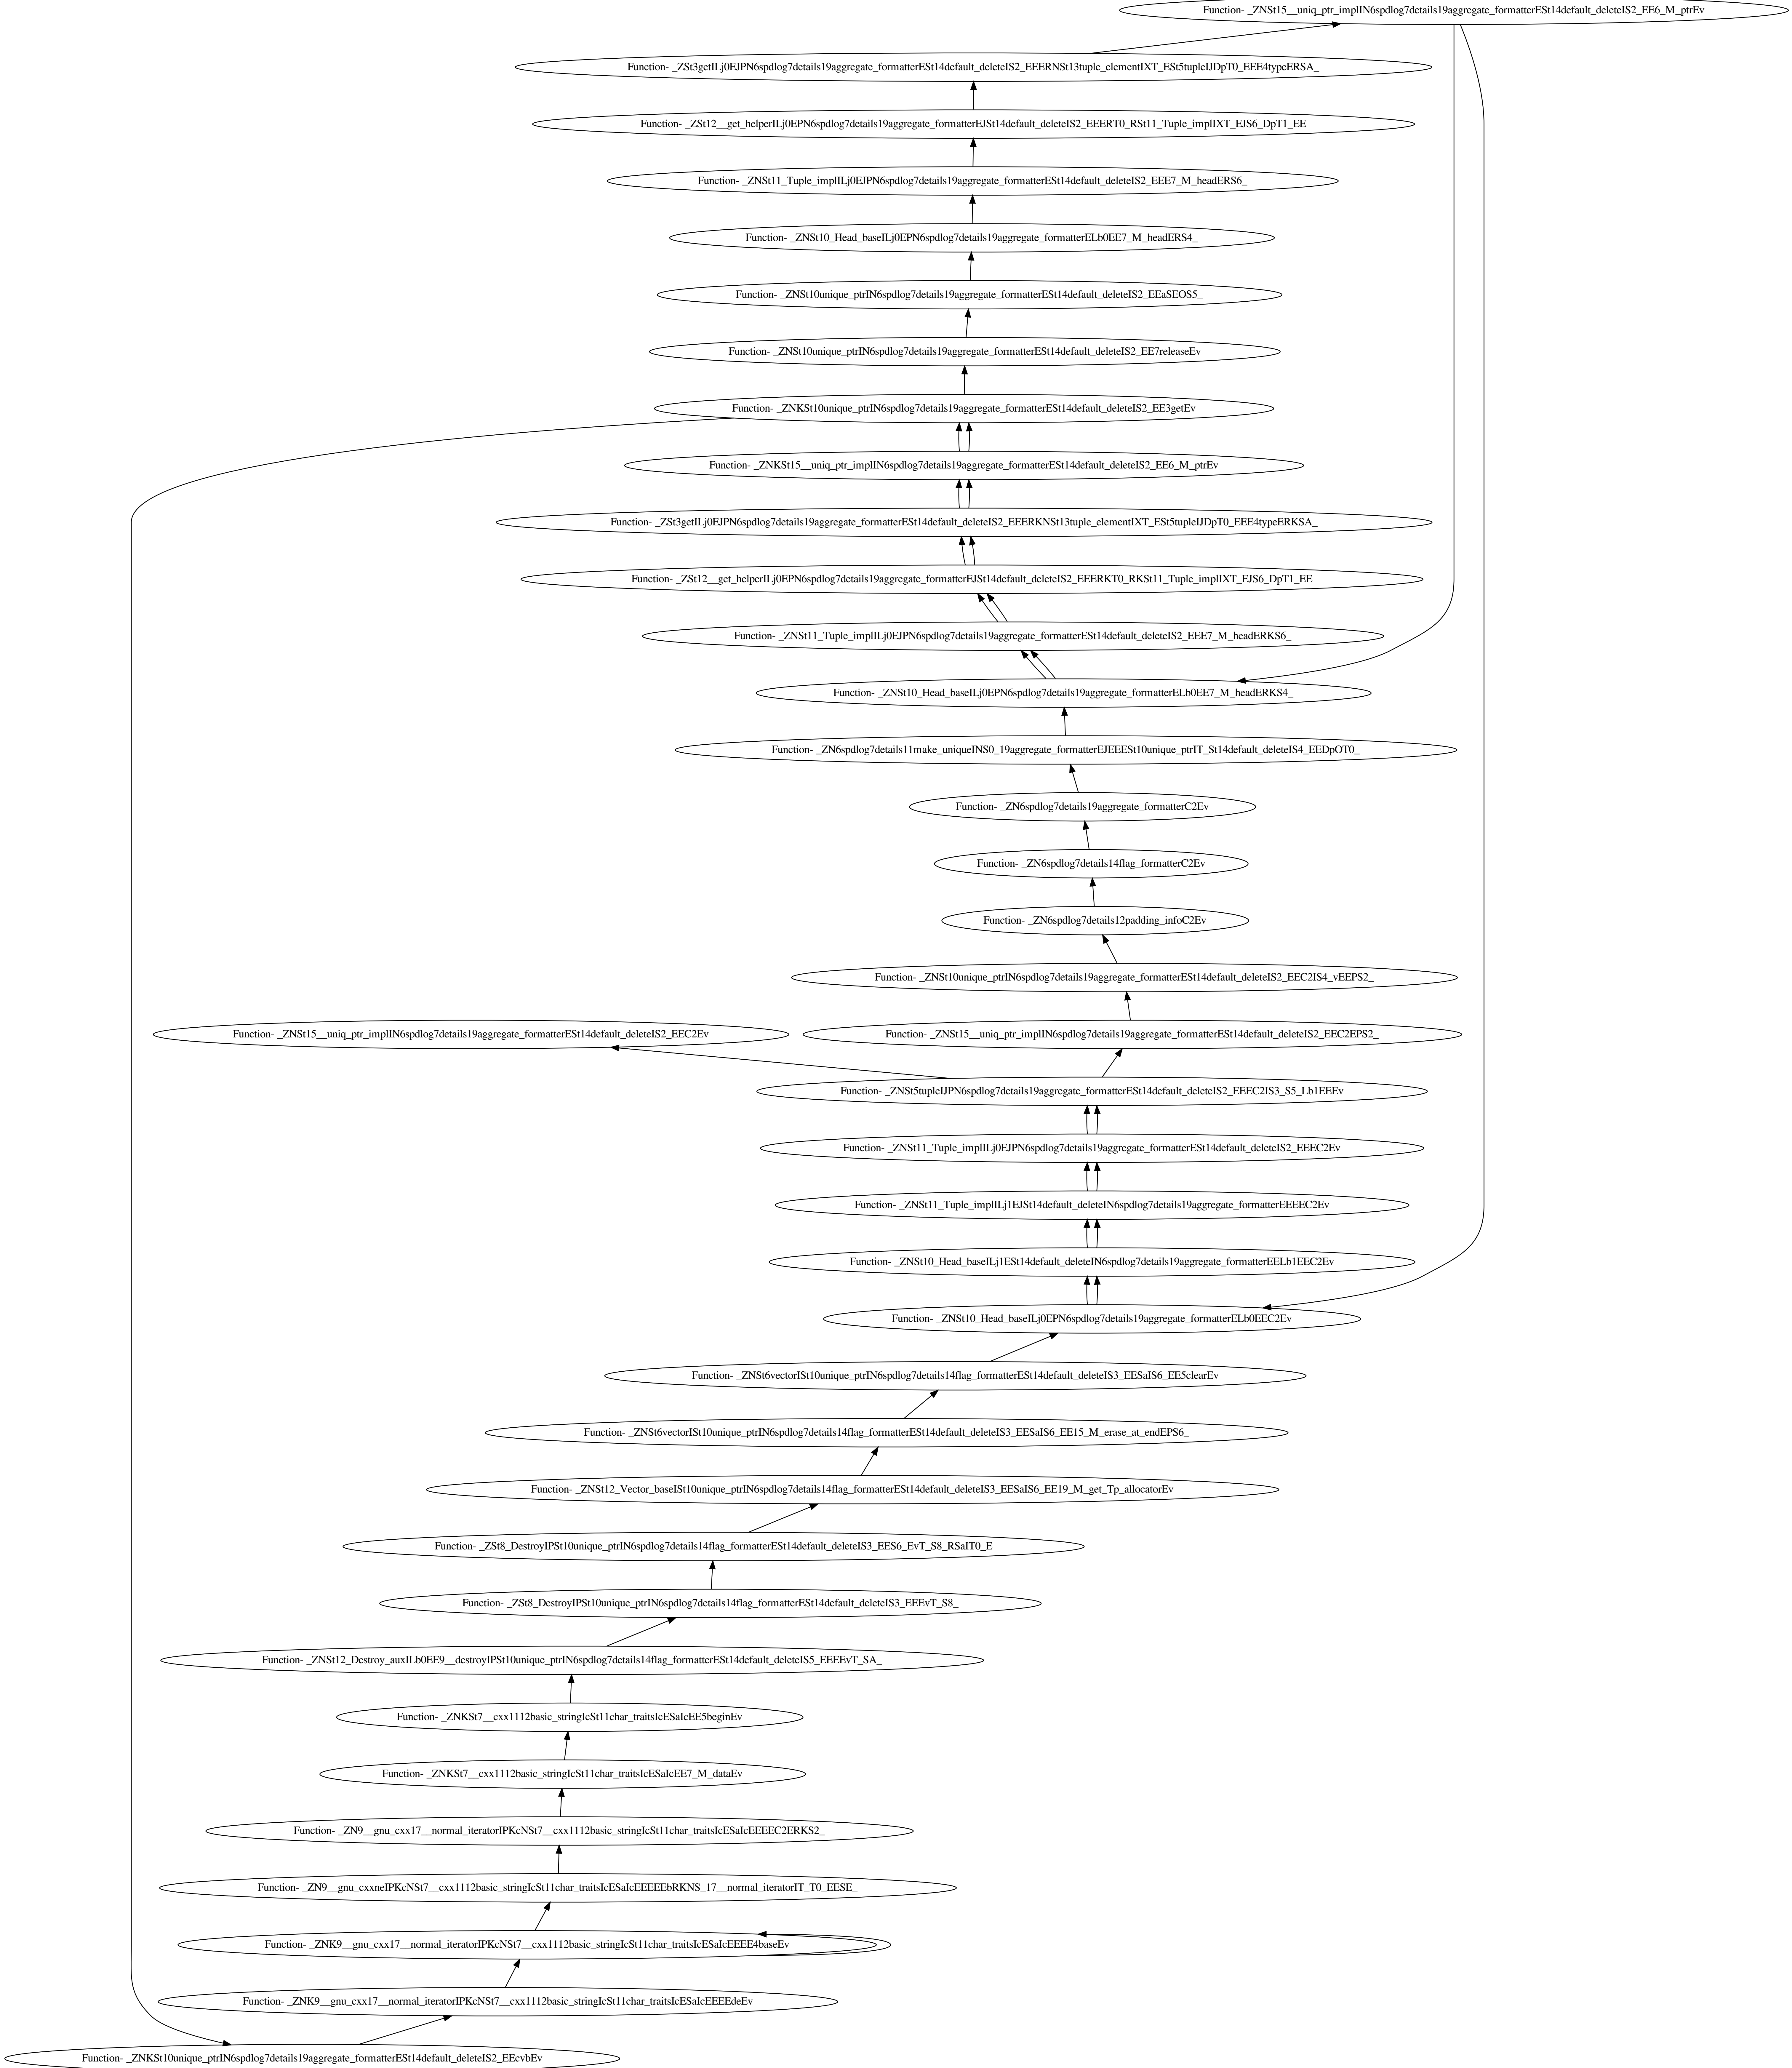 Function- _ZNSt15__uniq_ptr_implIN6spdlog7details19aggregate_formatterESt14default_deleteIS2_EE6_M_ptrEv
Function- _ZSt3getILj0EJPN6spdlog7details19aggregate_formatterESt14default_deleteIS2_EEERNSt13tuple_elementIXT_ESt5tupleIJDpT0_EEE4typeERSA_
Function- _ZSt12__get_helperILj0EPN6spdlog7details19aggregate_formatterEJSt14default_deleteIS2_EEERT0_RSt11_Tuple_implIXT_EJS6_DpT1_EE
Function- _ZNSt11_Tuple_implILj0EJPN6spdlog7details19aggregate_formatterESt14default_deleteIS2_EEE7_M_headERS6_
Function- _ZNSt10_Head_baseILj0EPN6spdlog7details19aggregate_formatterELb0EE7_M_headERS4_
Function- _ZNSt10unique_ptrIN6spdlog7details19aggregate_formatterESt14default_deleteIS2_EEaSEOS5_
Function- _ZNSt10unique_ptrIN6spdlog7details19aggregate_formatterESt14default_deleteIS2_EE7releaseEv
Function- _ZNKSt10unique_ptrIN6spdlog7details19aggregate_formatterESt14default_deleteIS2_EE3getEv
Function- _ZNKSt15__uniq_ptr_implIN6spdlog7details19aggregate_formatterESt14default_deleteIS2_EE6_M_ptrEv
Function- _ZSt3getILj0EJPN6spdlog7details19aggregate_formatterESt14default_deleteIS2_EEERKNSt13tuple_elementIXT_ESt5tupleIJDpT0_EEE4typeERKSA_
Function- _ZSt12__get_helperILj0EPN6spdlog7details19aggregate_formatterEJSt14default_deleteIS2_EEERKT0_RKSt11_Tuple_implIXT_EJS6_DpT1_EE
Function- _ZNSt11_Tuple_implILj0EJPN6spdlog7details19aggregate_formatterESt14default_deleteIS2_EEE7_M_headERKS6_
Function- _ZNSt10_Head_baseILj0EPN6spdlog7details19aggregate_formatterELb0EE7_M_headERKS4_
Function- _ZN6spdlog7details11make_uniqueINS0_19aggregate_formatterEJEEESt10unique_ptrIT_St14default_deleteIS4_EEDpOT0_
Function- _ZN6spdlog7details19aggregate_formatterC2Ev
Function- _ZN6spdlog7details14flag_formatterC2Ev
Function- _ZN6spdlog7details12padding_infoC2Ev
Function- _ZNSt10unique_ptrIN6spdlog7details19aggregate_formatterESt14default_deleteIS2_EEC2IS4_vEEPS2_
Function- _ZNSt15__uniq_ptr_implIN6spdlog7details19aggregate_formatterESt14default_deleteIS2_EEC2Ev
Function- _ZNSt15__uniq_ptr_implIN6spdlog7details19aggregate_formatterESt14default_deleteIS2_EEC2EPS2_
Function- _ZNSt5tupleIJPN6spdlog7details19aggregate_formatterESt14default_deleteIS2_EEEC2IS3_S5_Lb1EEEv
Function- _ZNSt11_Tuple_implILj0EJPN6spdlog7details19aggregate_formatterESt14default_deleteIS2_EEEC2Ev
Function- _ZNSt11_Tuple_implILj1EJSt14default_deleteIN6spdlog7details19aggregate_formatterEEEEC2Ev
Function- _ZNSt10_Head_baseILj1ESt14default_deleteIN6spdlog7details19aggregate_formatterEELb1EEC2Ev
Function- _ZNSt10_Head_baseILj0EPN6spdlog7details19aggregate_formatterELb0EEC2Ev
Function- _ZNSt6vectorISt10unique_ptrIN6spdlog7details14flag_formatterESt14default_deleteIS3_EESaIS6_EE5clearEv
Function- _ZNSt6vectorISt10unique_ptrIN6spdlog7details14flag_formatterESt14default_deleteIS3_EESaIS6_EE15_M_erase_at_endEPS6_
Function- _ZNSt12_Vector_baseISt10unique_ptrIN6spdlog7details14flag_formatterESt14default_deleteIS3_EESaIS6_EE19_M_get_Tp_allocatorEv
Function- _ZSt8_DestroyIPSt10unique_ptrIN6spdlog7details14flag_formatterESt14default_deleteIS3_EES6_EvT_S8_RSaIT0_E
Function- _ZSt8_DestroyIPSt10unique_ptrIN6spdlog7details14flag_formatterESt14default_deleteIS3_EEEvT_S8_
Function- _ZNSt12_Destroy_auxILb0EE9__destroyIPSt10unique_ptrIN6spdlog7details14flag_formatterESt14default_deleteIS5_EEEEvT_SA_
Function- _ZNKSt7__cxx1112basic_stringIcSt11char_traitsIcESaIcEE5beginEv
Function- _ZNKSt7__cxx1112basic_stringIcSt11char_traitsIcESaIcEE7_M_dataEv
Function- _ZN9__gnu_cxx17__normal_iteratorIPKcNSt7__cxx1112basic_stringIcSt11char_traitsIcESaIcEEEEC2ERKS2_
Function- _ZN9__gnu_cxxneIPKcNSt7__cxx1112basic_stringIcSt11char_traitsIcESaIcEEEEEbRKNS_17__normal_iteratorIT_T0_EESE_
Function- _ZNK9__gnu_cxx17__normal_iteratorIPKcNSt7__cxx1112basic_stringIcSt11char_traitsIcESaIcEEEE4baseEv
Function- _ZNK9__gnu_cxx17__normal_iteratorIPKcNSt7__cxx1112basic_stringIcSt11char_traitsIcESaIcEEEEdeEv
Function- _ZNKSt10unique_ptrIN6spdlog7details19aggregate_formatterESt14default_deleteIS2_EEcvbEv